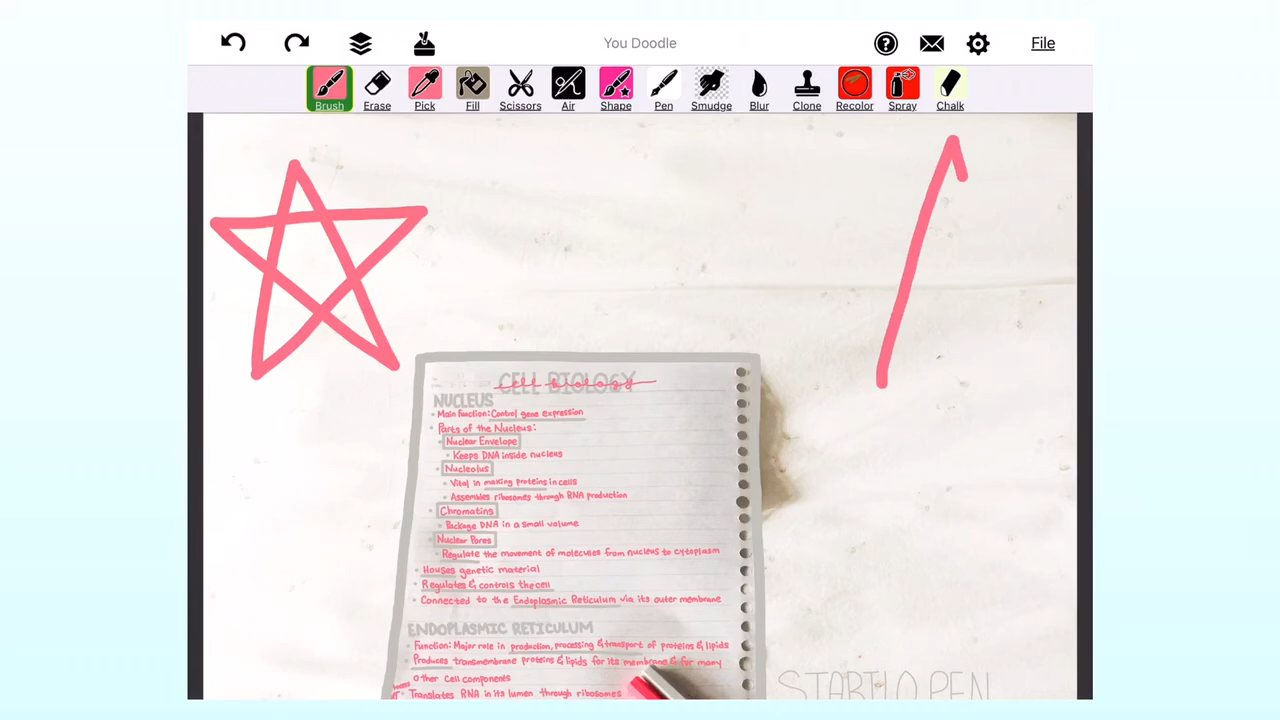 You Doodle
File
Brush Erase Pick Fill Scissors Air Shape Pen Smudge Blur Clone Recolor Spray Chalk
CELL BIOLOGY
cell biology
NUCLEUS
• Main Function: Control gene expression
• Parts of the Nucleus:
• Nuclear Envelope
• Keeps DNA inside nucleus
• Nucleolus
• Vital in making proteins in cells
• Assembles ribosomes through RNA production
• Chromatins
• Package DNA in a small volume
• Nuclear Pores
• Regulate the movement of molecules from nucleus to cytoplasm
• Houses genetic material
• Regulates & controls the cell
• Connected to the Endoplasmic Reticulum via its outer membrane
ENDOPLASMIC RETICULUM
• Function: Major role in production, processing & transport of proteins & lipids
• Produces transmembrane proteins & lipids for its membrane & for many
other cell components
• Translates RNA in its lumen through ribosomes
PEN